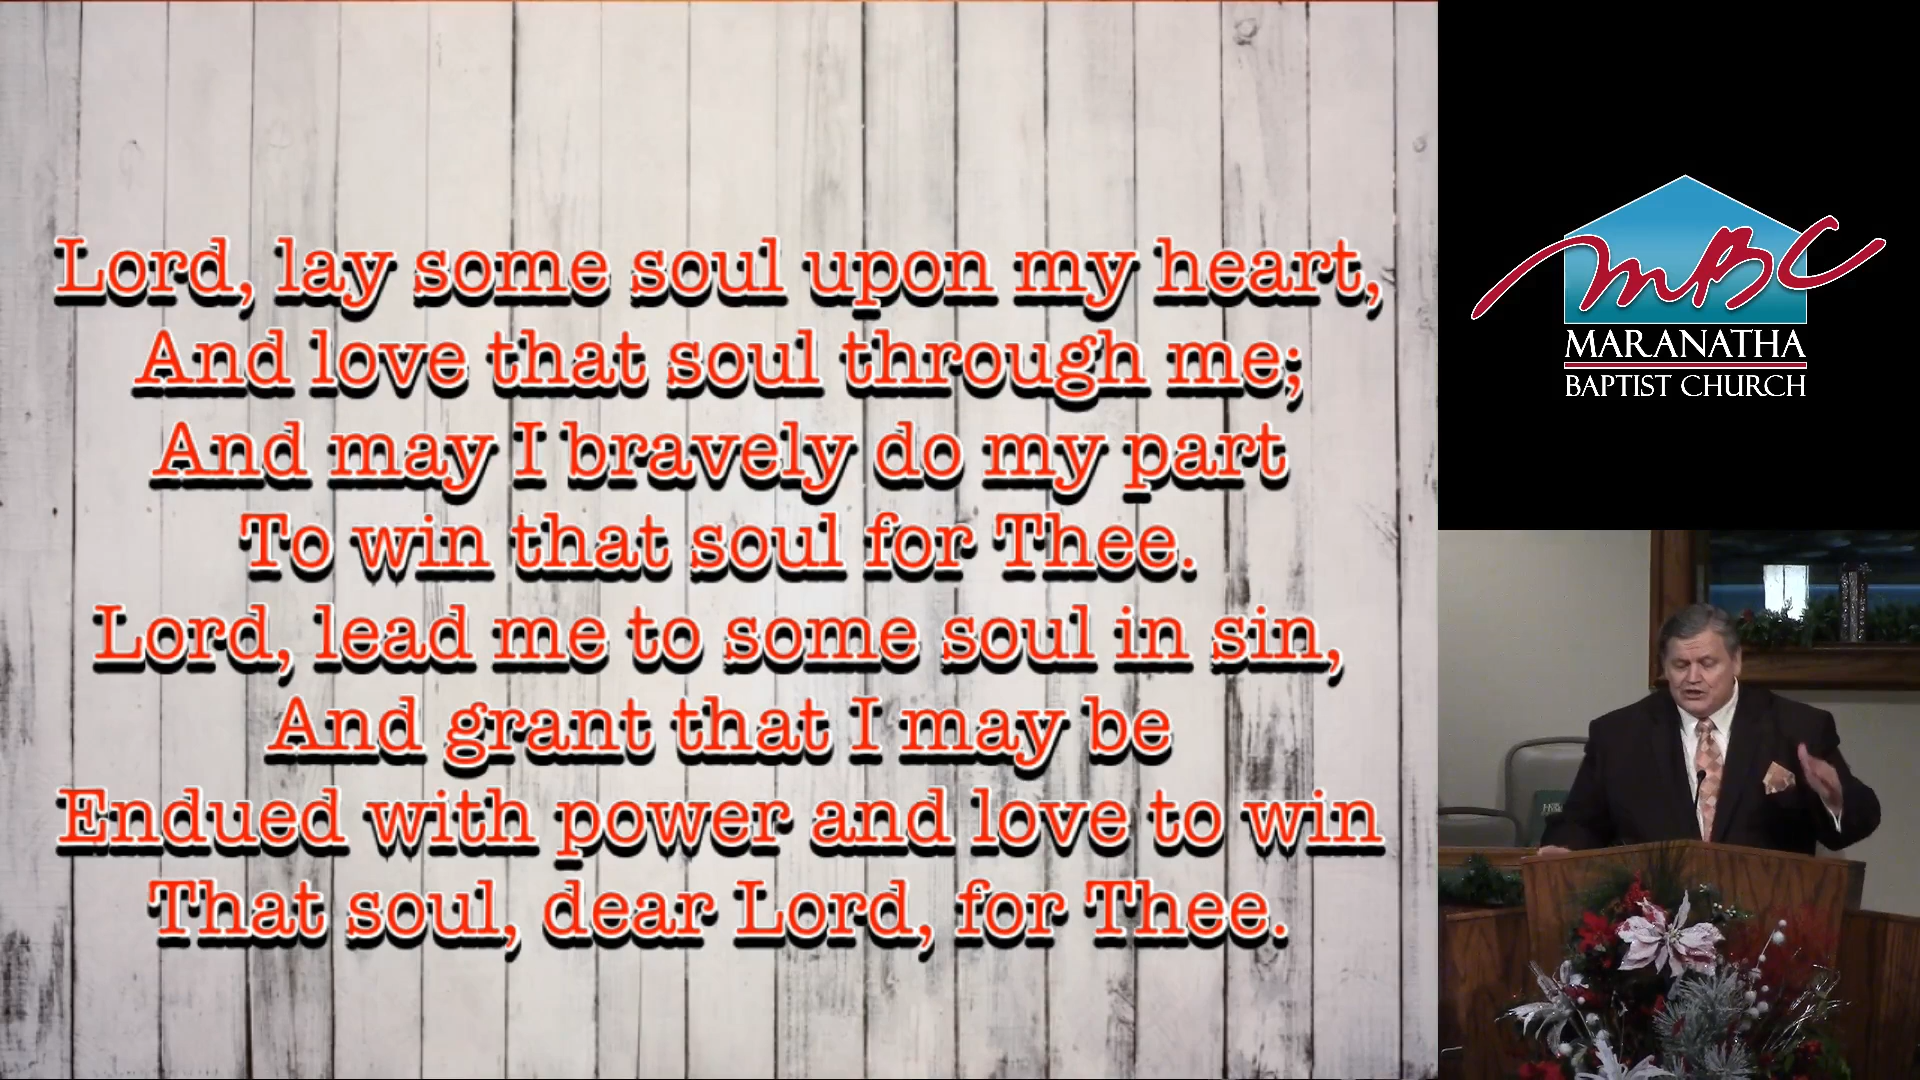 Lord, lay some soul upon my heart,
And love that soul through me;
And may I bravely do my part
To win that soul for Thee.
Lord, lead me to some soul in sin,
And grant that I may be
Endued with power and love to win
That soul, dear Lord, for Thee.
MBC
MARANATHA
BAPTIST CHURCH